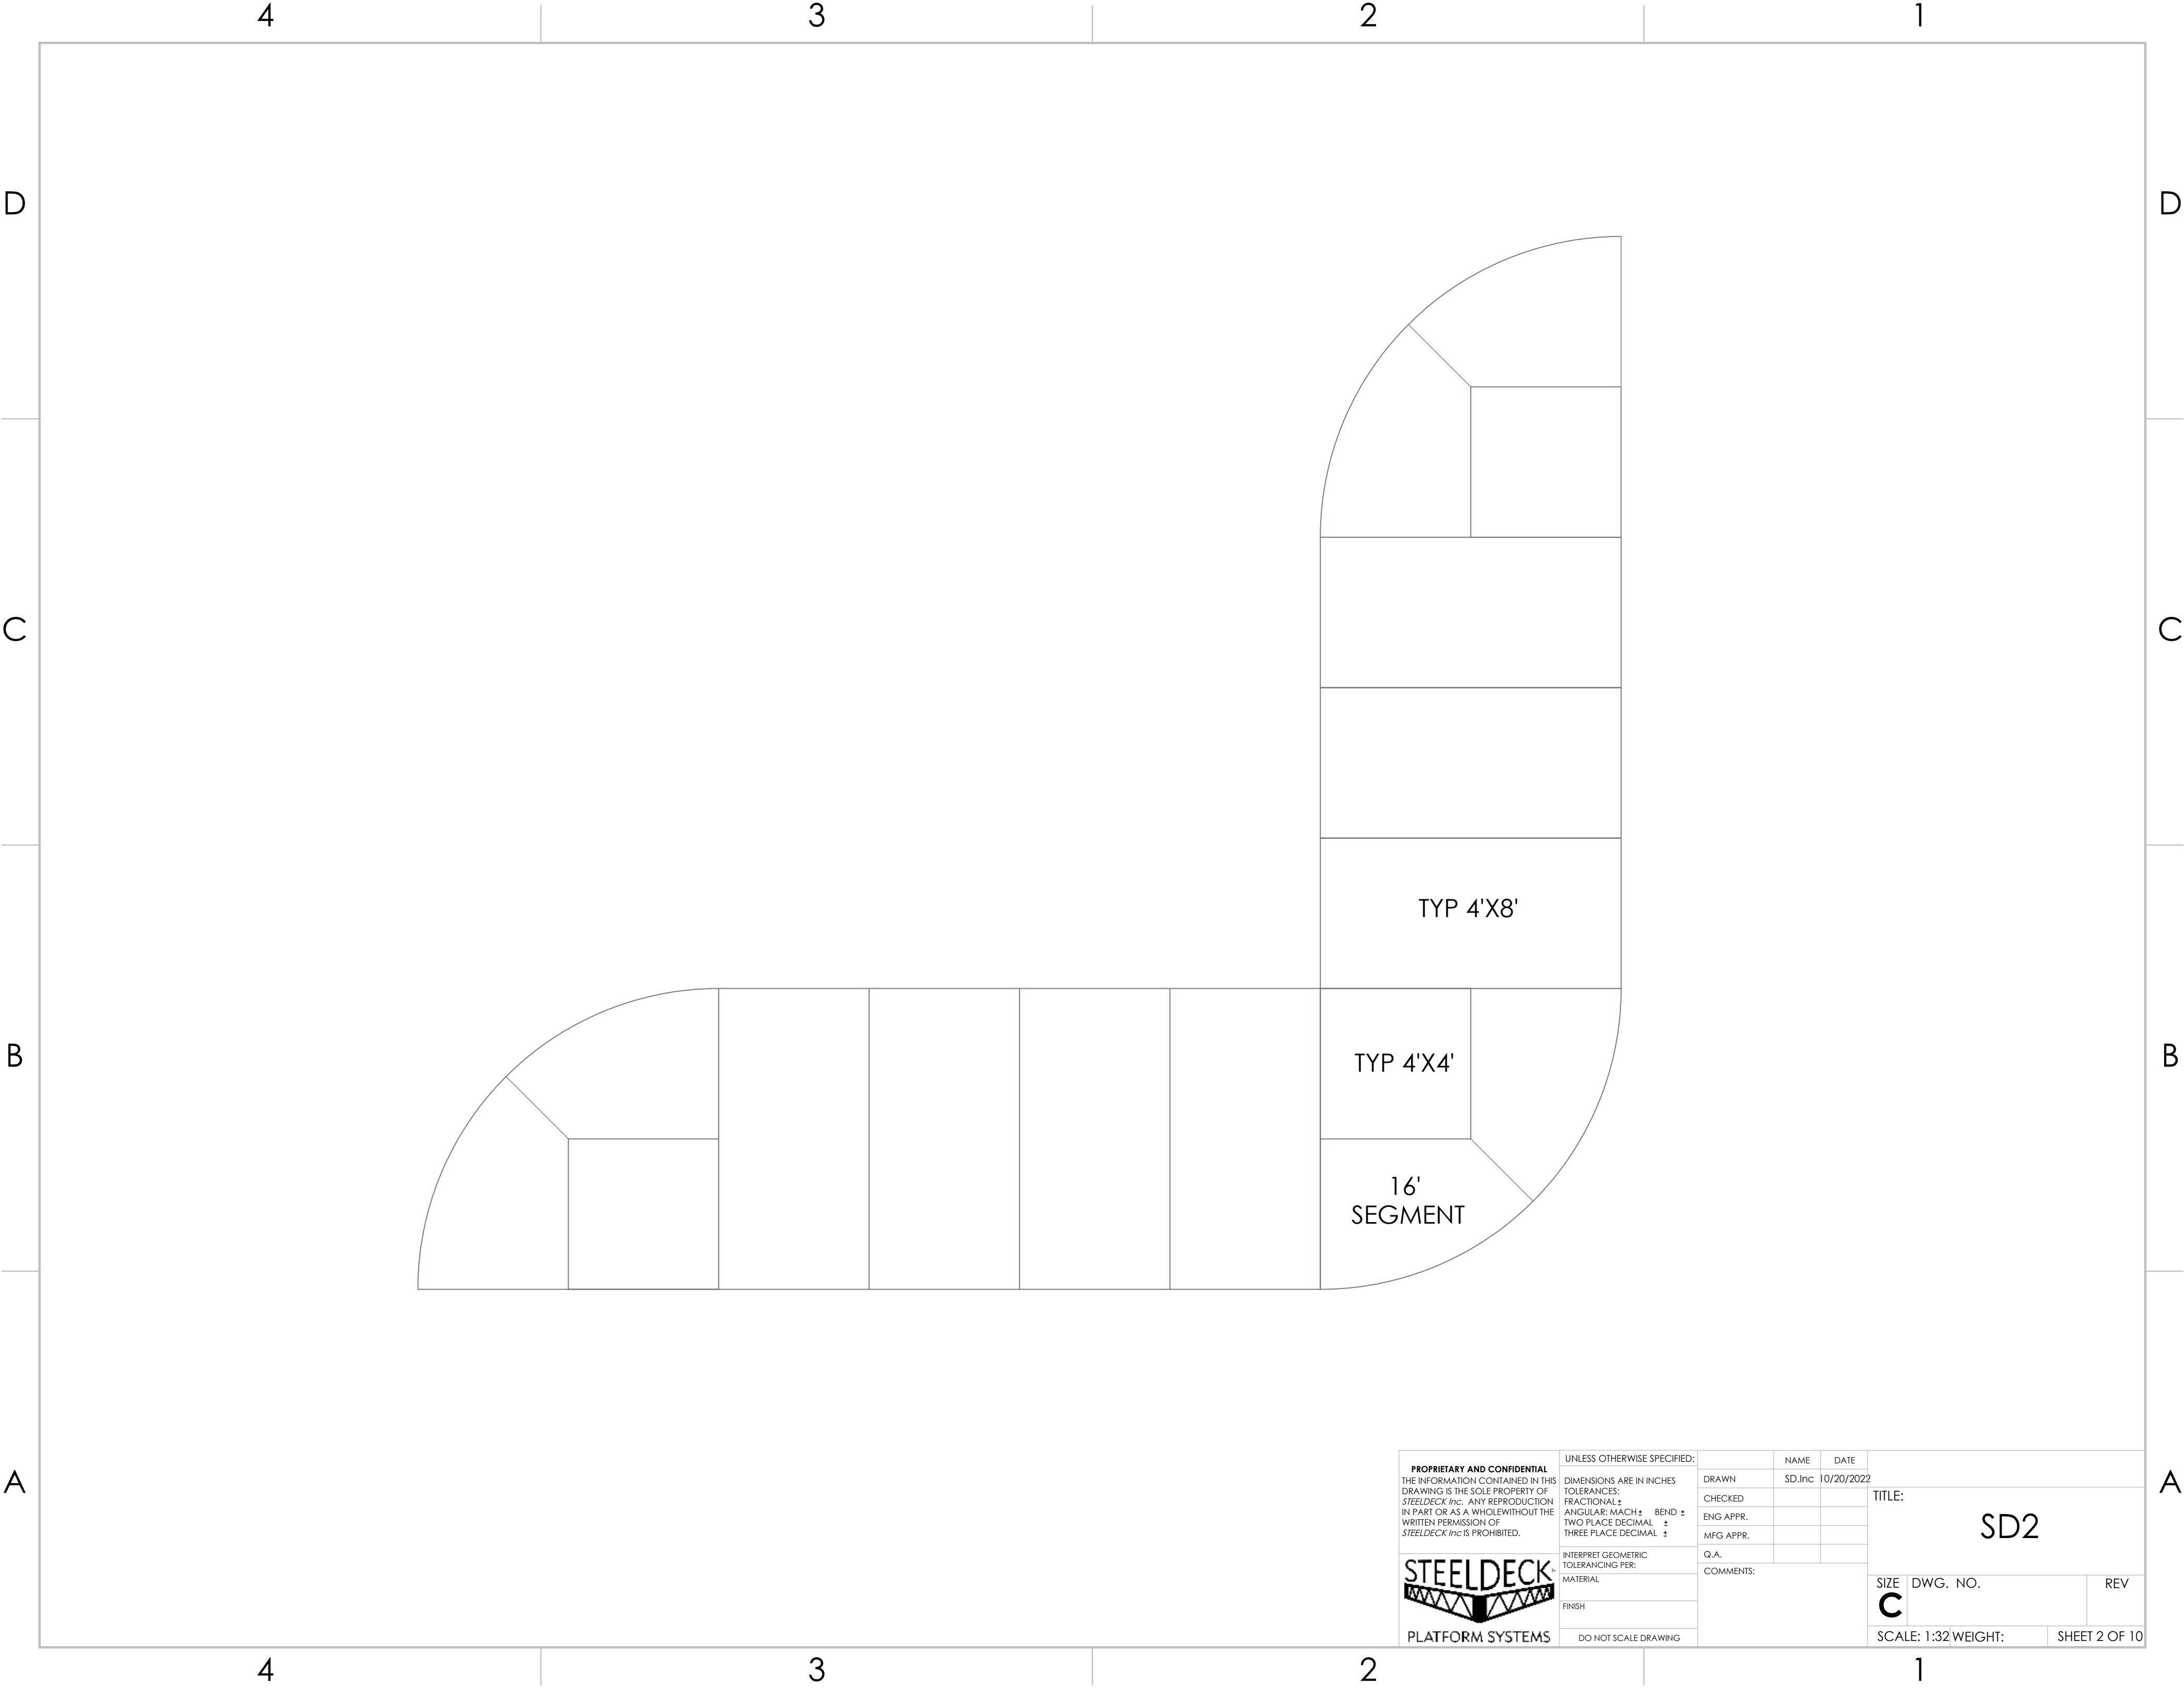 4 3 2 1
D D
C C
TYP 4'X8'
B B
TYP 4'X4'
16'
SEGMENT
A A
PROPRIETARY AND CONFIDENTIAL
THE INFORMATION CONTAINED IN THIS
DRAWING IS THE SOLE PROPERTY OF
STEELDECK Inc. ANY REPRODUCTION
IN PART OR AS A WHOLEWITHOUT THE
WRITTEN PERMISSION OF
STEELDECK Inc IS PROHIBITED.
STEELDECK
PLATFORM SYSTEMS
UNLESS OTHERWISE SPECIFIED:
DIMENSIONS ARE IN INCHES
TOLERANCES:
FRACTIONAL ±
ANGULAR: MACH ± BEND ±
TWO PLACE DECIMAL ±
THREE PLACE DECIMAL ±
INTERPRET GEOMETRIC
TOLERANCING PER:
MATERIAL
FINISH
DO NOT SCALE DRAWING
NAME DATE
DRAWN SD.Inc 10/20/2022
CHECKED
ENG APPR.
MFG APPR.
Q.A.
COMMENTS:
TITLE:
SD2
SIZE DWG. NO. REV
C
SCALE: 1:32 WEIGHT: SHEET 2 OF 10
4 3 2 1